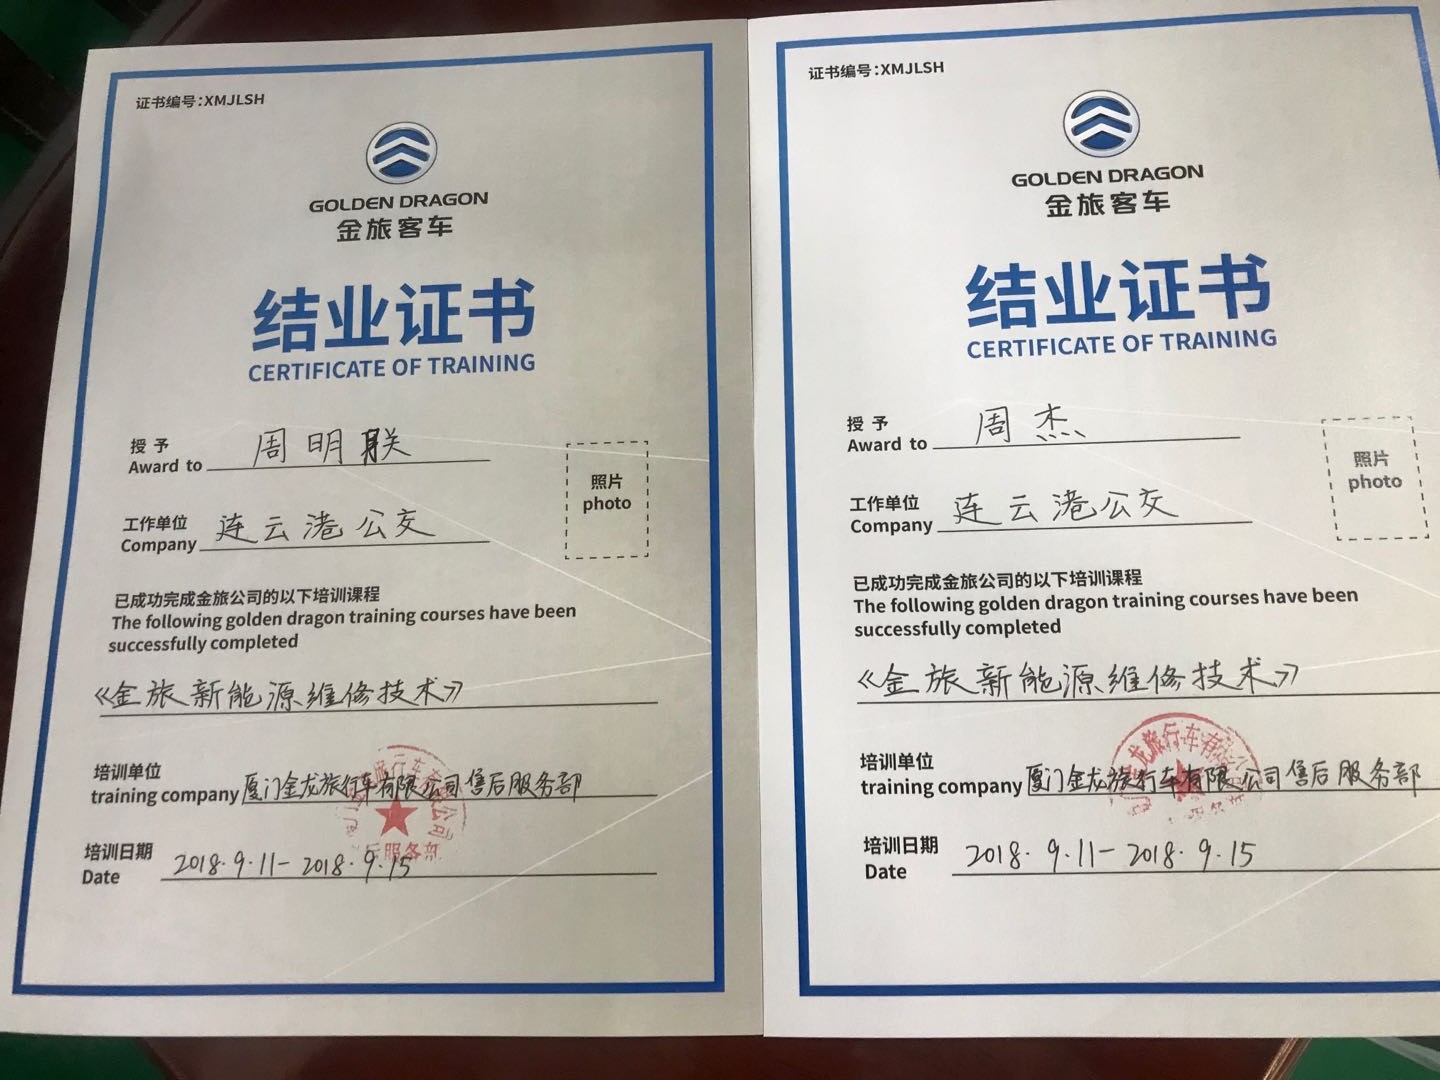 证书编号:XMJLSH
GOLDEN DRAGON
金旅客车
结业证书
CERTIFICATE OF TRAINING
授予
Award to 周明联
照片
photo
工作单位
Company 连云港公交
已成功完成金旅公司的以下培训课程
The following golden dragon training courses have been
successfully completed
《金旅新能源维修技术》
培训单位
training company 厦门金龙旅行车有限公司售后服务部
培训日期
Date 2018.9.11-2018.9.15
证书编号:XMJLSH
GOLDEN DRAGON
金旅客车
结业证书
CERTIFICATE OF TRAINING
授予
Award to 周杰
照片
photo
工作单位
Company 连云港公交
已成功完成金旅公司的以下培训课程
The following golden dragon training courses have been
successfully completed
《金旅新能源维修技术》
培训单位
training company 厦门金龙旅行车有限公司售后服务部
培训日期
Date 2018.9.11-2018.9.15